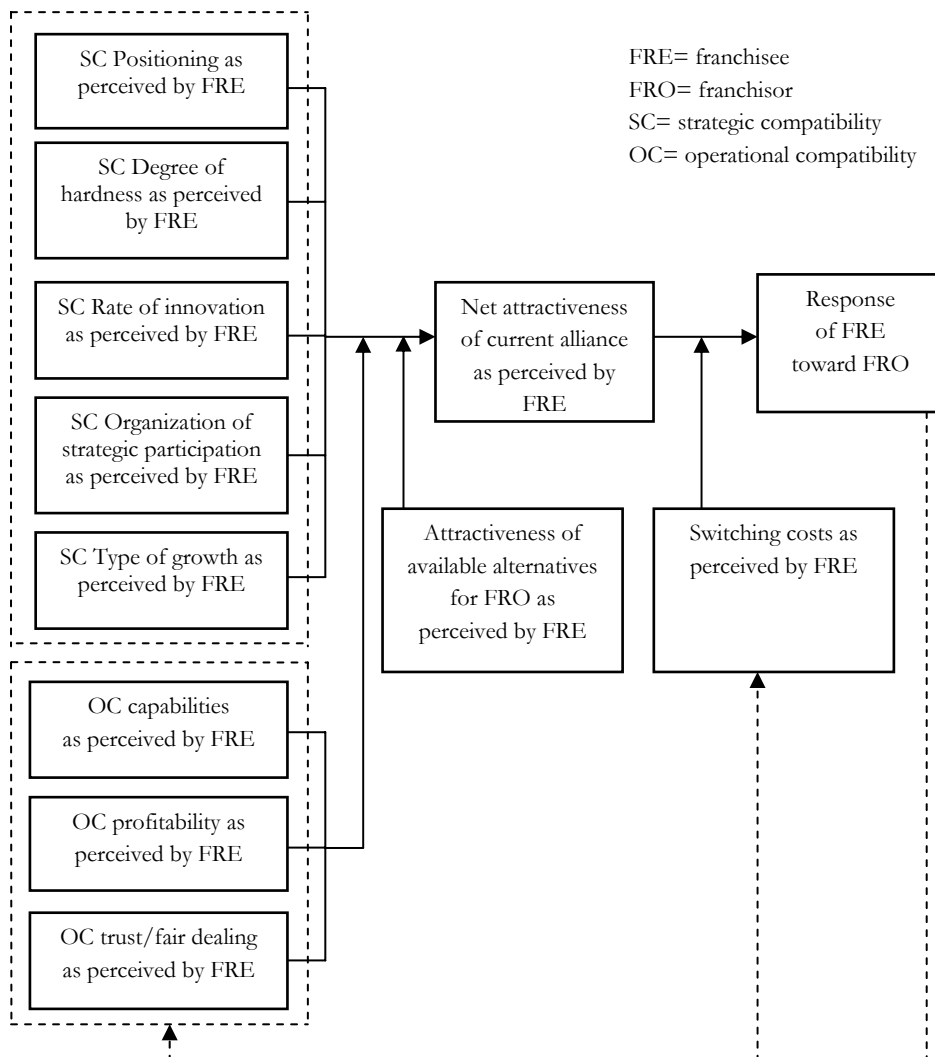 SC Positioning as
perceived by FRE
FRE= franchisee
FRO= franchisor
SC= strategic compatibility
OC= operational compatibility
SC Degree of
hardness as perceived
by FRE
SC Rate of innovation
as perceived by FRE
Net attractiveness
of current alliance
as perceived by
FRE
Response
of FRE
toward FRO
SC Organization of
strategic participation
as perceived by FRE
SC Type of growth as
perceived by FRE
Attractiveness of
available alternatives
for FRO as
perceived by FRE
Switching costs as
perceived by FRE
OC capabilities
as perceived by FRE
OC profitability as
perceived by FRE
OC trust/fair dealing
as perceived by FRE